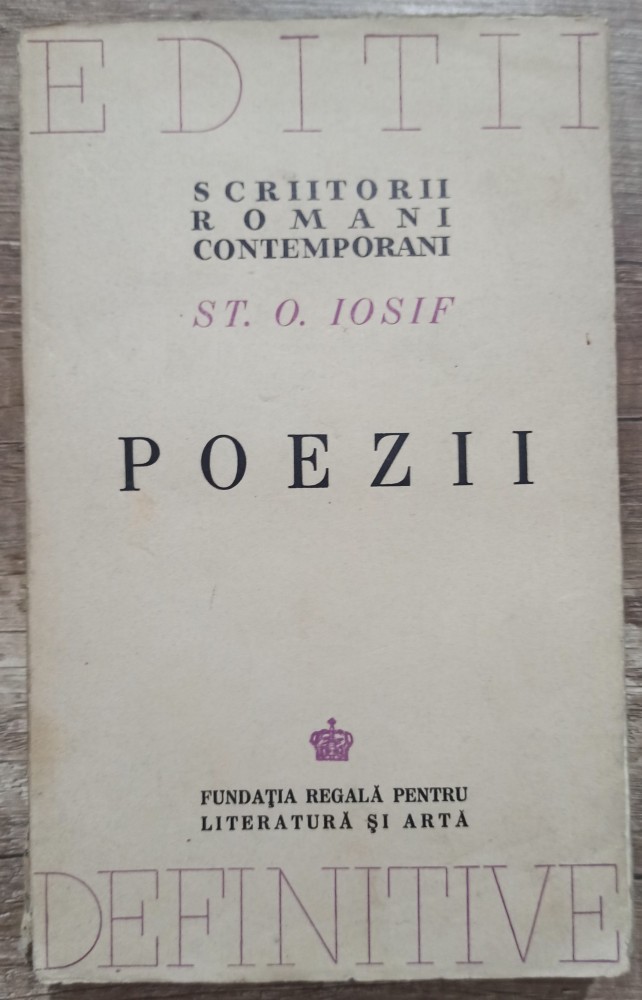 EDITII
SCRIITORII
ROMANI
CONTEMPORANI
ST. O. IOSIF
POEZII
FUNDAŢIA REGALĂ PENTRU
LITERATURĂ ŞI ARTĂ
DEFINITIVE